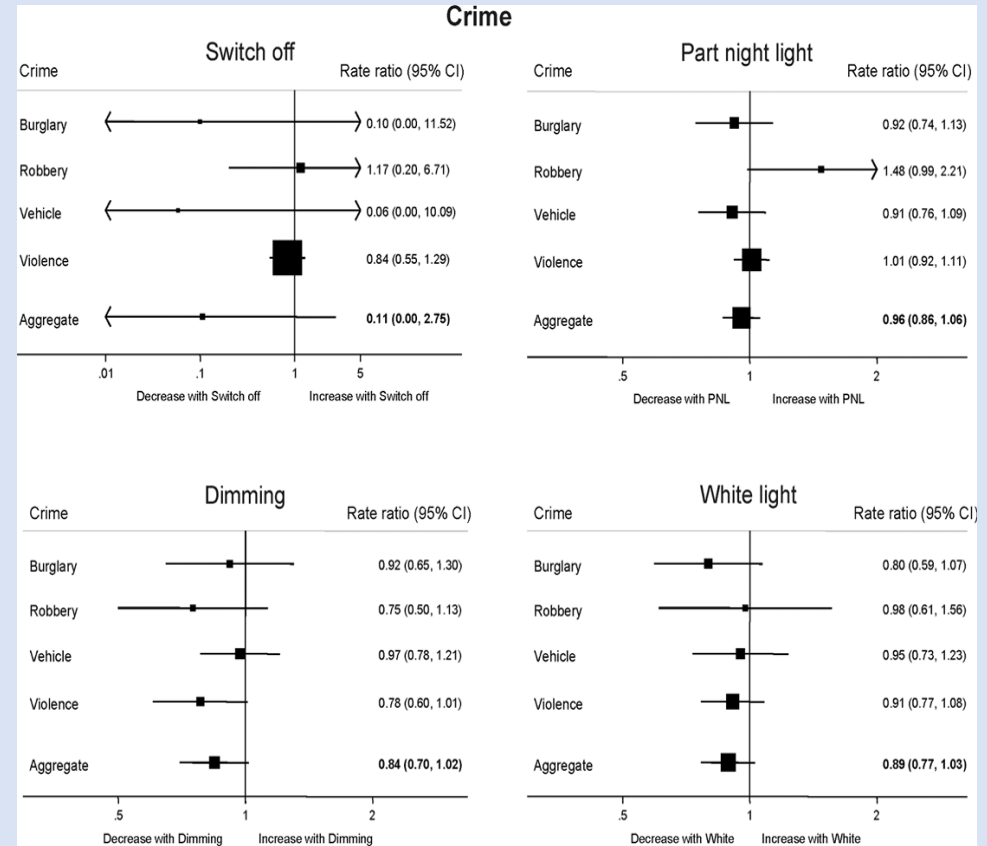 Crime
Switch off
Crime Rate ratio (95% CI)
Burglary 0.10 (0.00, 11.52)
Robbery 1.17 (0.20, 6.71)
Vehicle 0.06 (0.00, 10.09)
Violence 0.84 (0.55, 1.29)
Aggregate 0.11 (0.00, 2.75)
.01 .1 1 5
Decrease with Switch off Increase with Switch off
Part night light
Crime Rate ratio (95% CI)
Burglary 0.92 (0.74, 1.13)
Robbery 1.48 (0.99, 2.21)
Vehicle 0.91 (0.76, 1.09)
Violence 1.01 (0.92, 1.11)
Aggregate 0.96 (0.86, 1.06)
.5 1 2
Decrease with PNL Increase with PNL
Dimming
Crime Rate ratio (95% CI)
Burglary 0.92 (0.65, 1.30)
Robbery 0.75 (0.50, 1.13)
Vehicle 0.97 (0.78, 1.21)
Violence 0.78 (0.60, 1.01)
Aggregate 0.84 (0.70, 1.02)
.5 1 2
Decrease with Dimming Increase with Dimming
White light
Crime Rate ratio (95% CI)
Burglary 0.80 (0.59, 1.07)
Robbery 0.98 (0.61, 1.56)
Vehicle 0.95 (0.73, 1.23)
Violence 0.91 (0.77, 1.08)
Aggregate 0.89 (0.77, 1.03)
.5 1 2
Decrease with White Increase with White